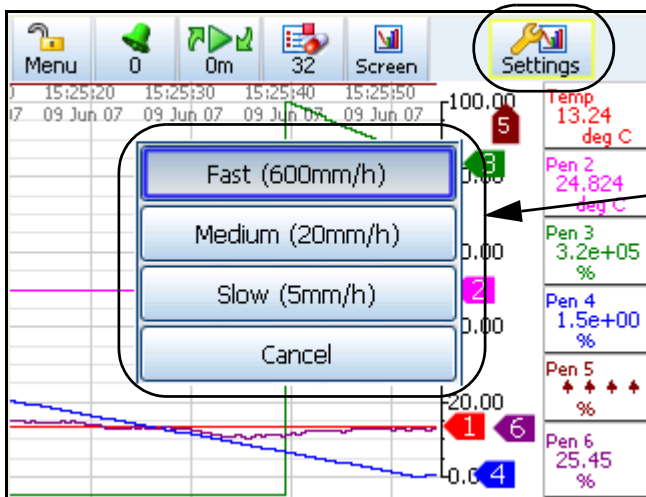 Menu 0 0m 32 Screen Settings
15:25:20 15:25:30 15:25:40 15:25:50
07 09 Jun 07 09 Jun 07 09 Jun 07 09 Jun 07
100.00
5
Temp
13.24
deg C
Fast (600mm/h)
3
Pen 2
24.824
deg C
Medium (20mm/h)
Pen 3
3.2e+05
%
Slow (5mm/h)
2
Pen 4
1.5e+00
%
Cancel
Pen 5
%
20.00
1 6
Pen 6
25.45
%
4